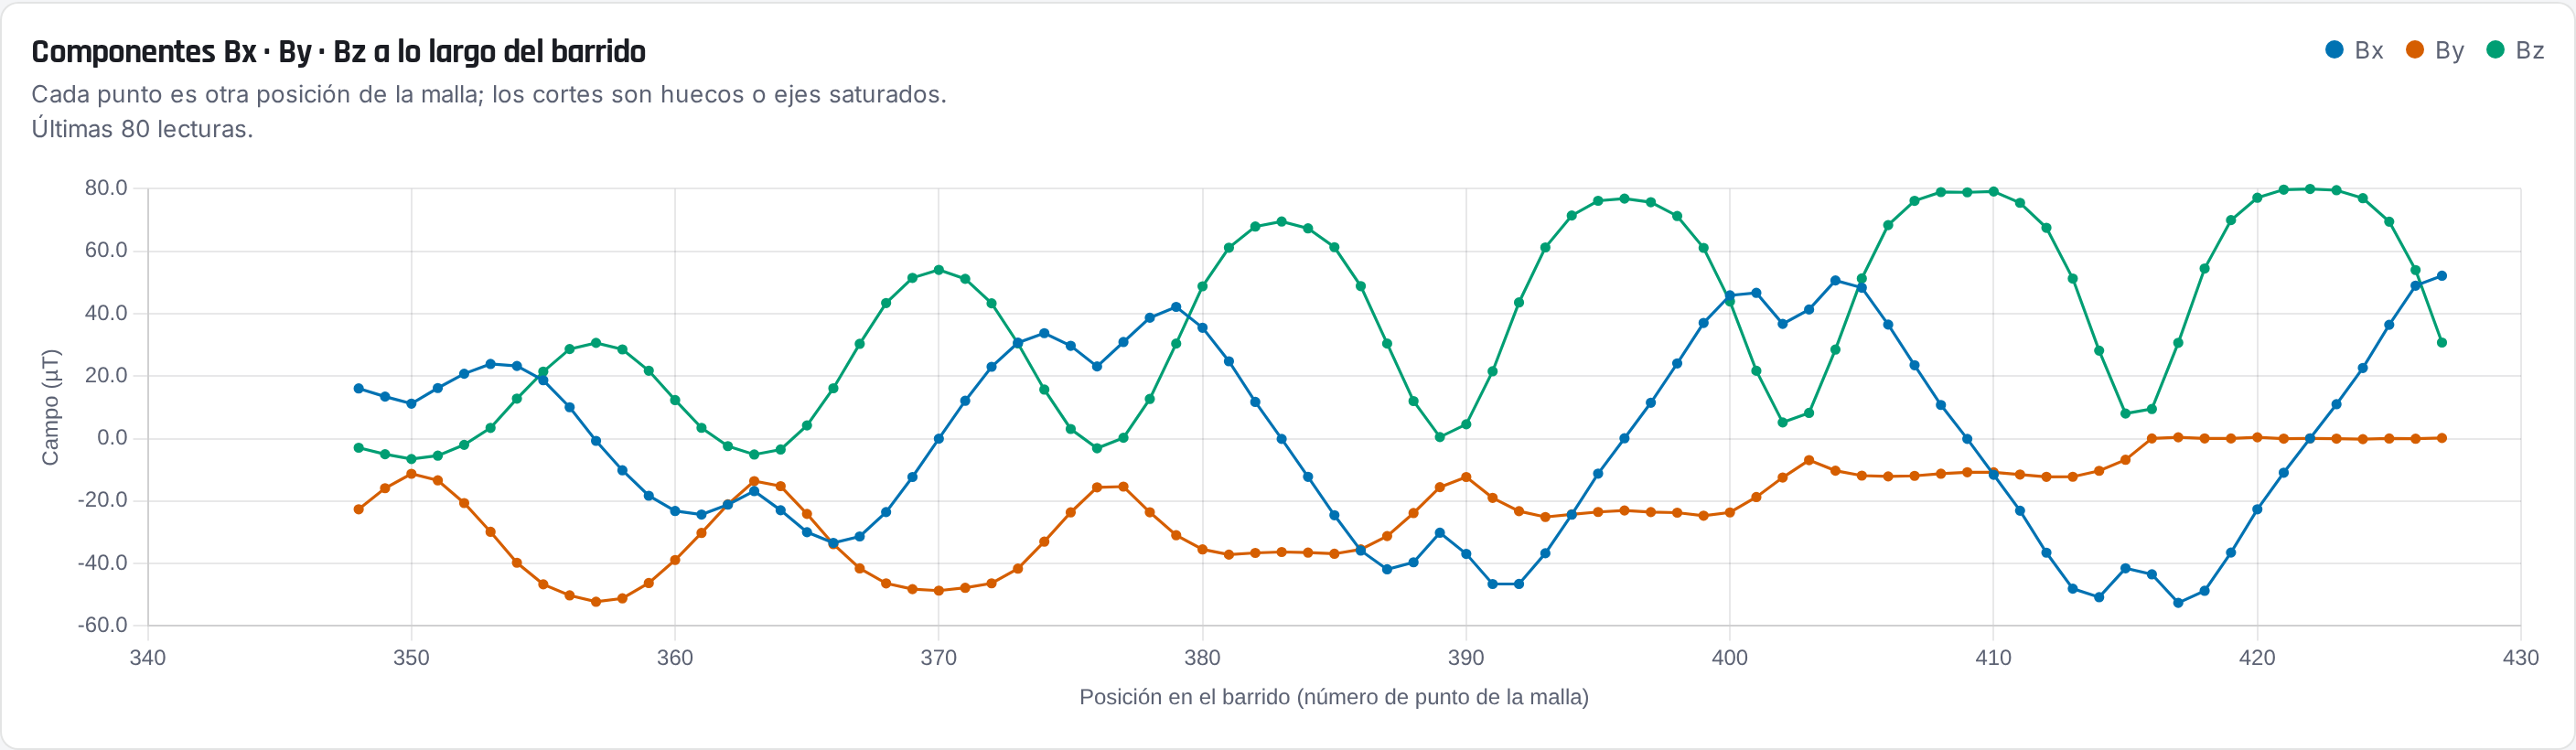 Componentes Bx · By · Bz a lo largo del barrido
Bx By Bz
Cada punto es otra posición de la malla; los cortes son huecos o ejes saturados.
Últimas 80 lecturas.
80.0
60.0
40.0
20.0
0.0
-20.0
-40.0
-60.0
Campo (µT)
340 350 360 370 380 390 400 410 420 430
Posición en el barrido (número de punto de la malla)